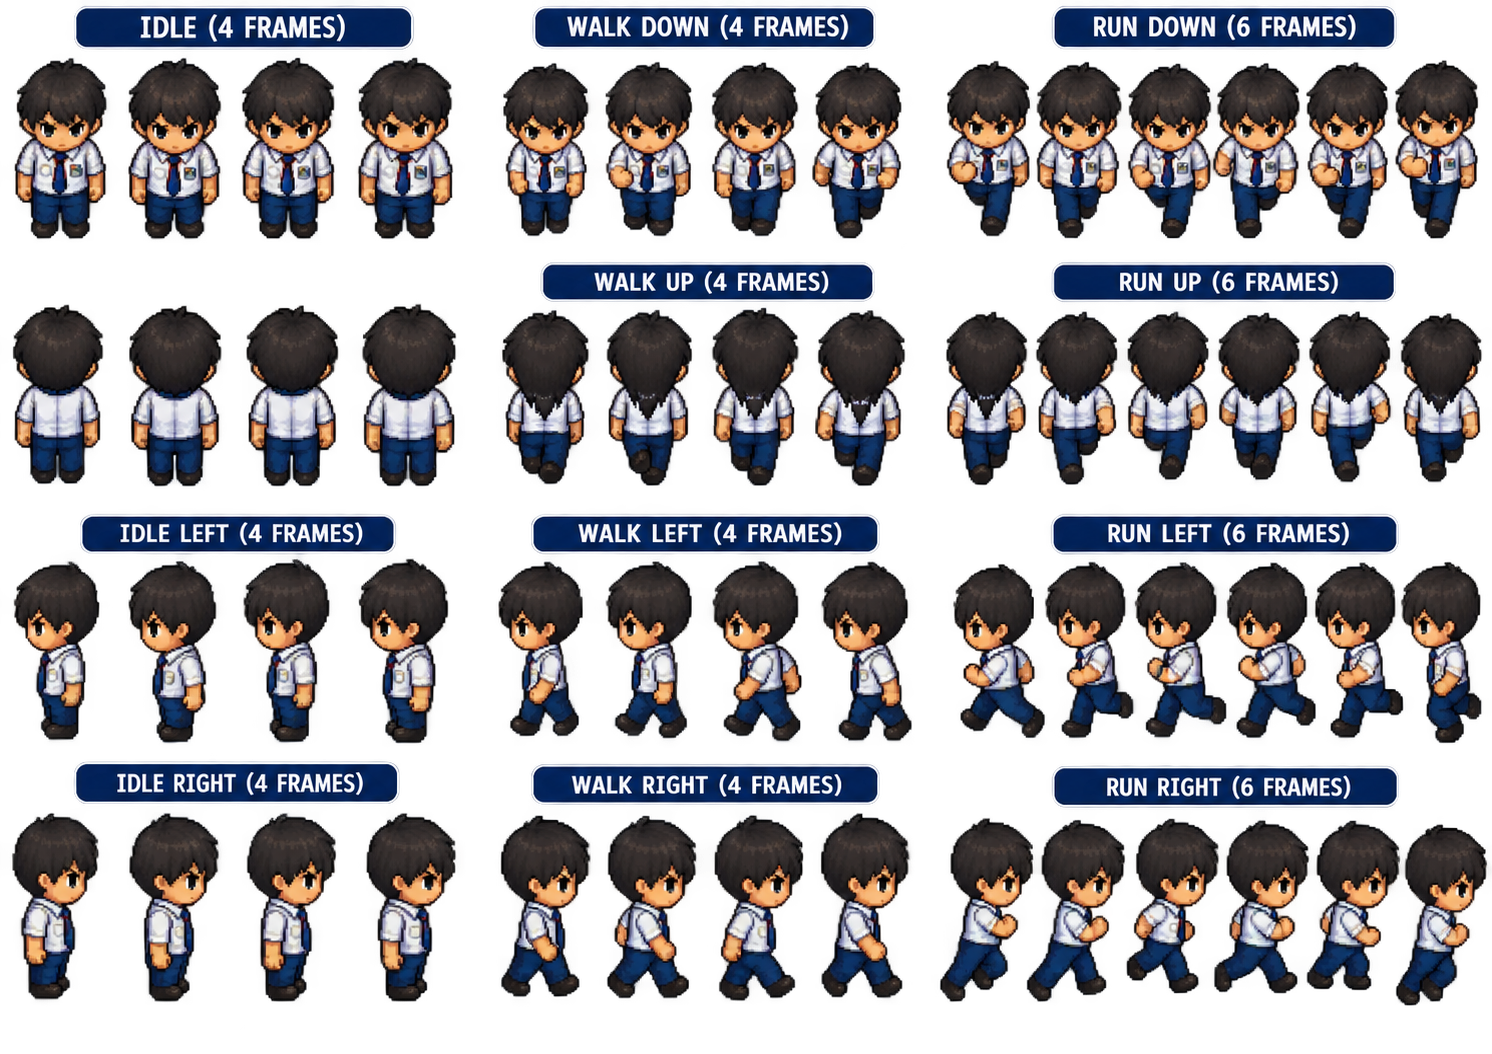 IDLE (4 FRAMES)
WALK DOWN (4 FRAMES)
RUN DOWN (6 FRAMES)
WALK UP (4 FRAMES)
RUN UP (6 FRAMES)
IDLE LEFT (4 FRAMES)
WALK LEFT (4 FRAMES)
RUN LEFT (6 FRAMES)
IDLE RIGHT (4 FRAMES)
WALK RIGHT (4 FRAMES)
RUN RIGHT (6 FRAMES)